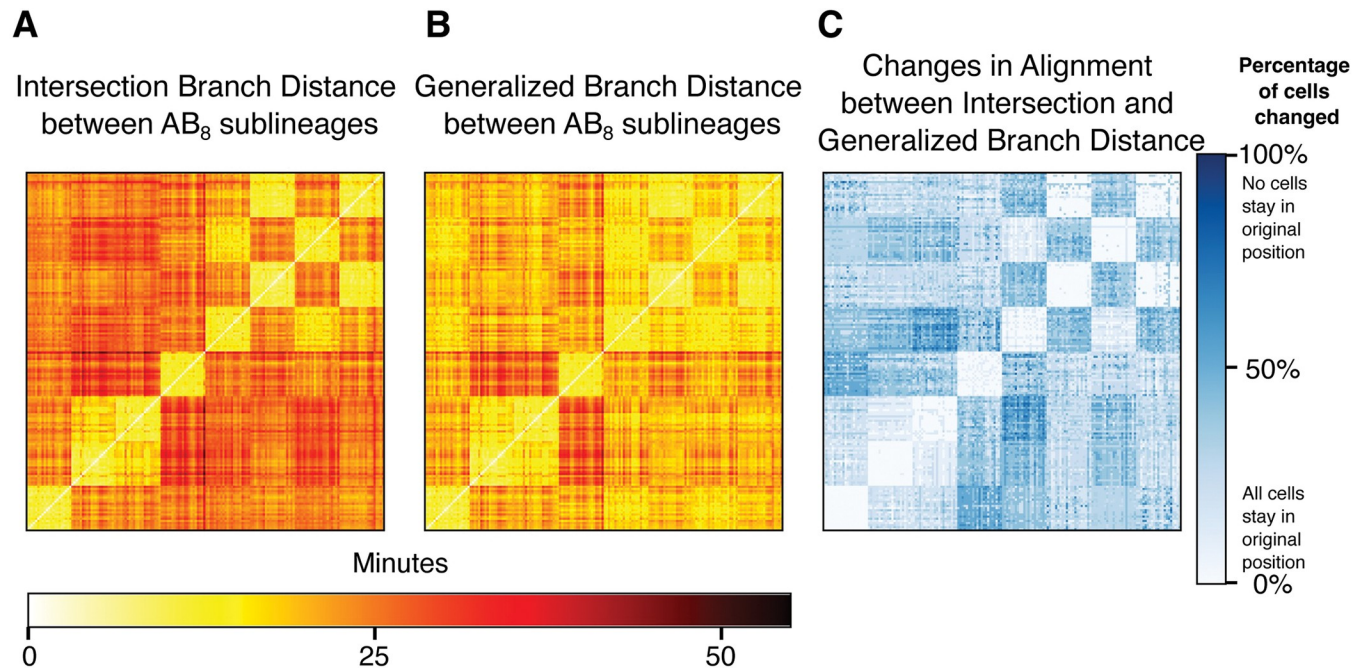 A
B
C
Intersection Branch Distance
between AB8 sublineages
Generalized Branch Distance
between AB8 sublineages
Changes in Alignment
between Intersection and
Generalized Branch Distance
Percentage
of cells
changed
100%
No cells
stay in
original
position
50%
All cells
stay in
original
position
0%
Minutes
0
25
50